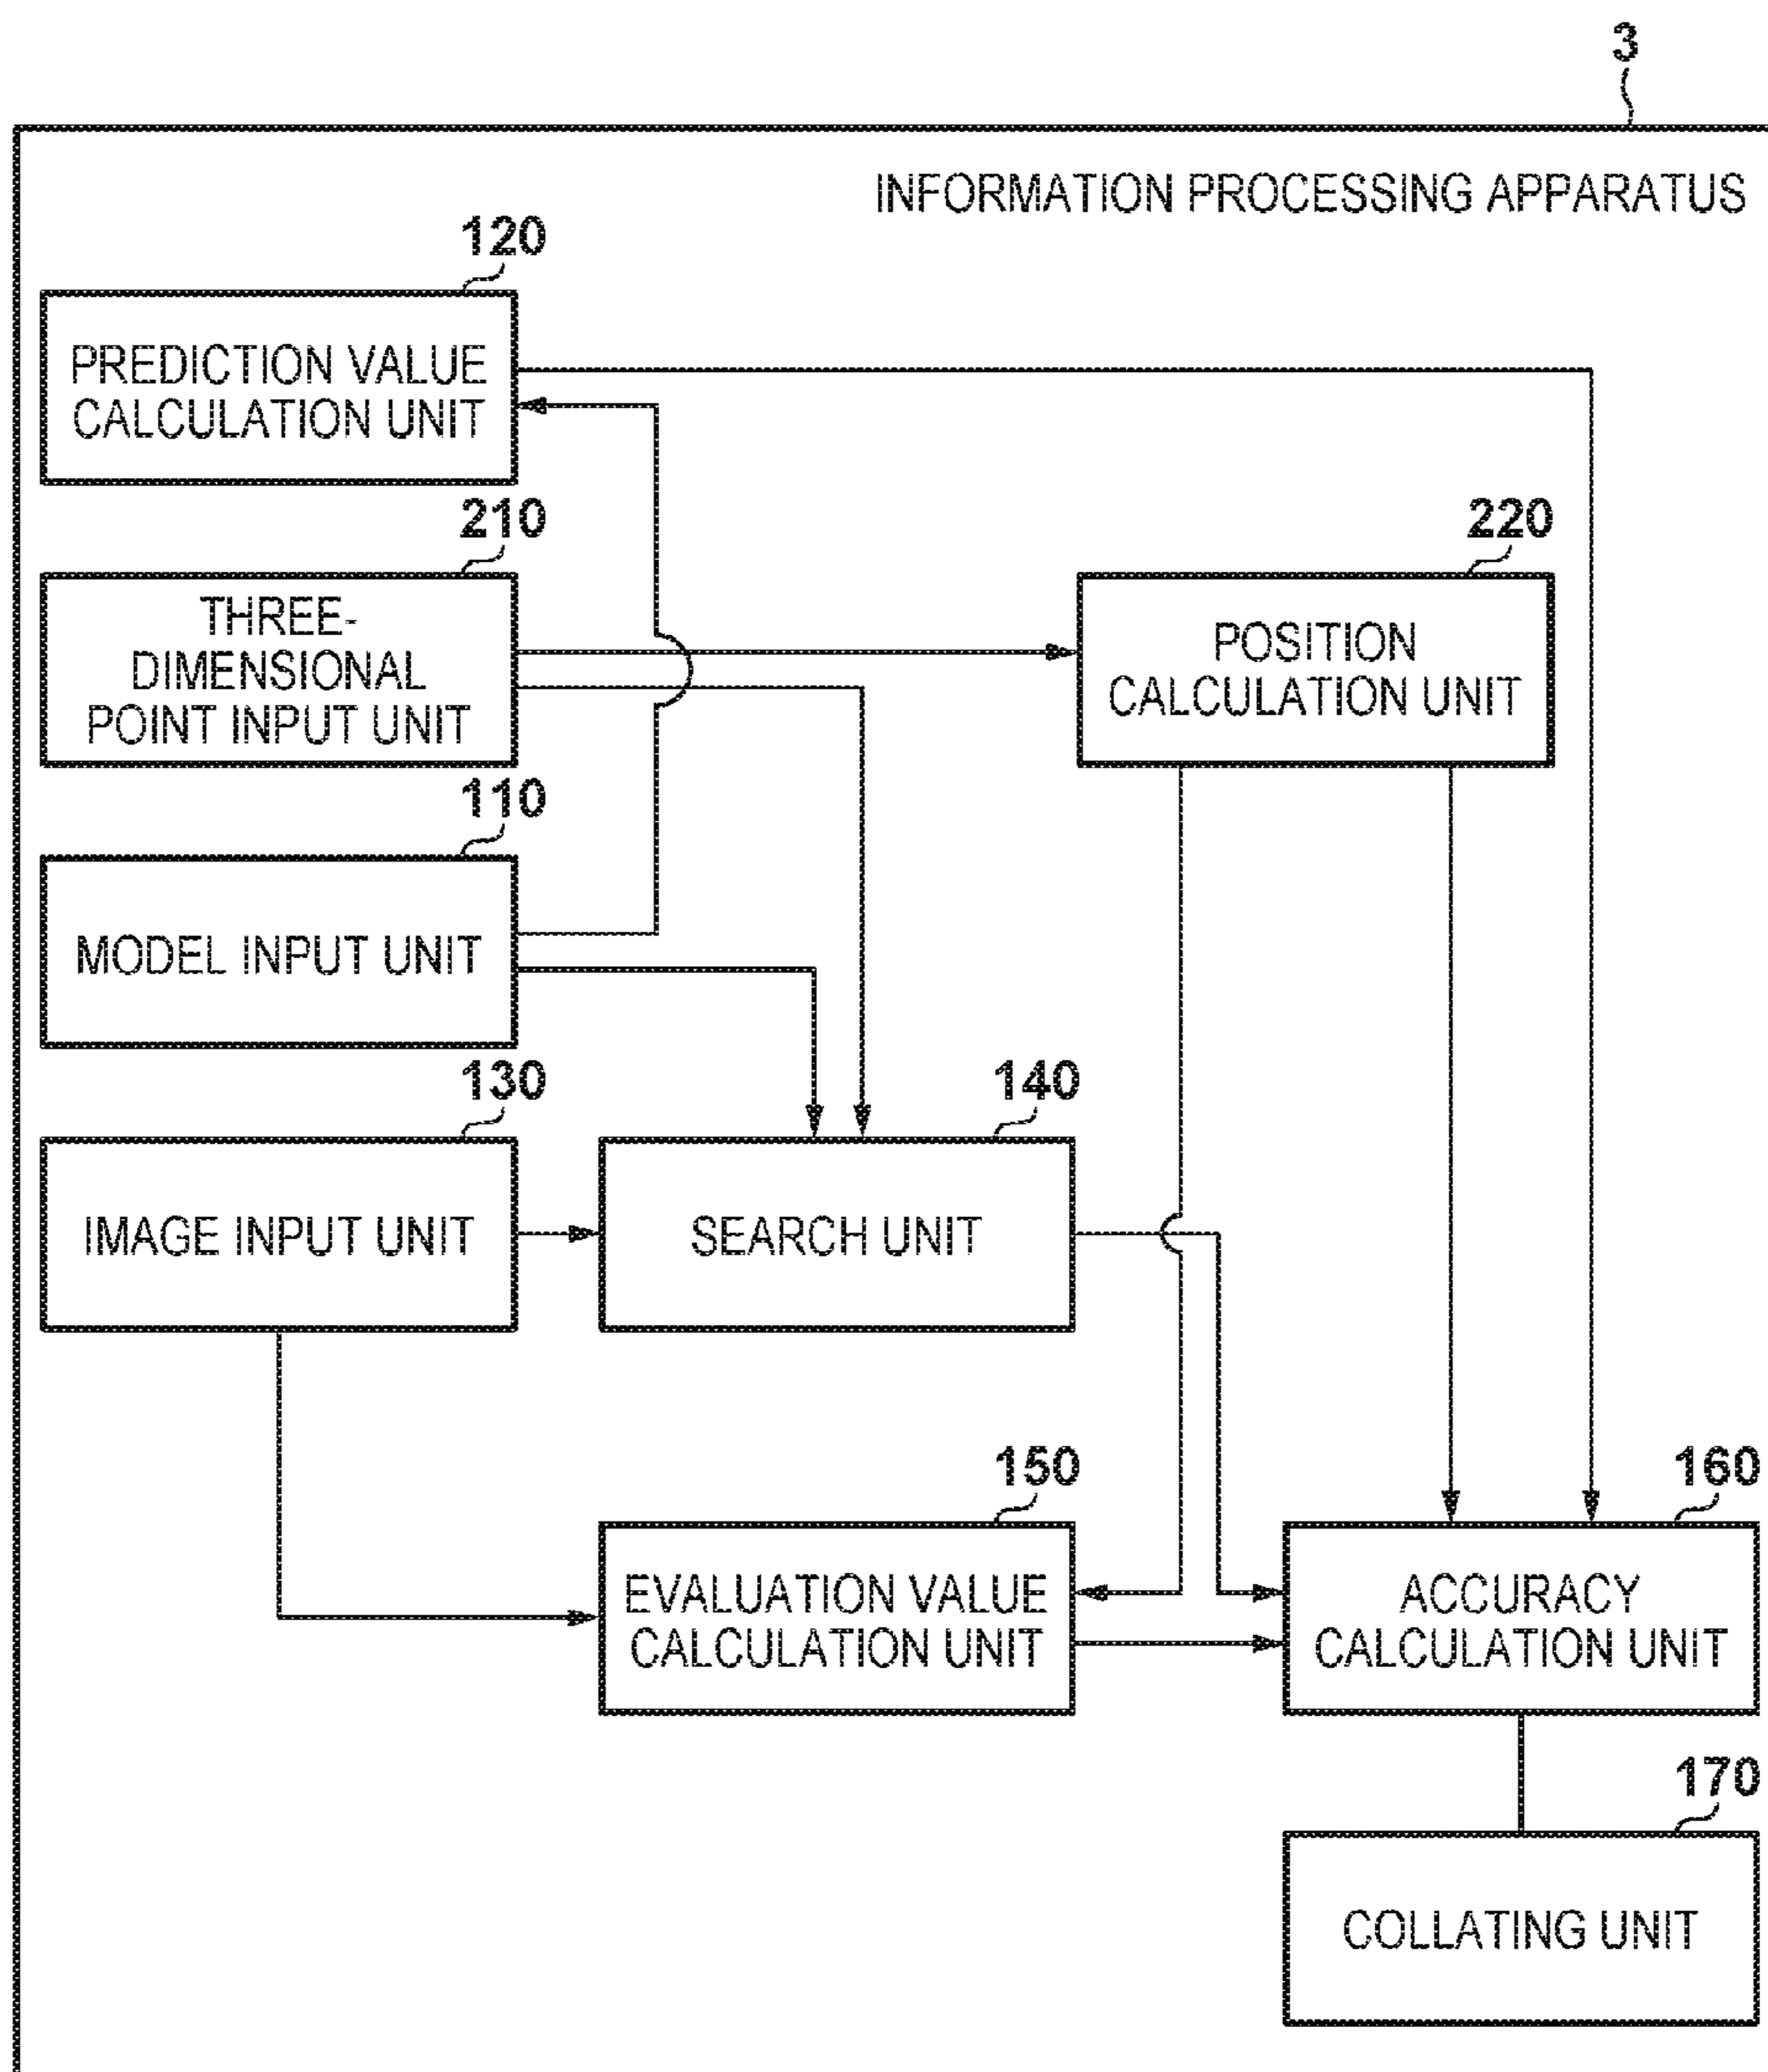 3
INFORMATION PROCESSING APPARATUS
120
PREDICTION VALUE
CALCULATION UNIT
210
THREE-
DIMENSIONAL
POINT INPUT UNIT
220
POSITION
CALCULATION UNIT
110
MODEL INPUT UNIT
130
IMAGE INPUT UNIT
140
SEARCH UNIT
150
EVALUATION VALUE
CALCULATION UNIT
160
ACCURACY
CALCULATION UNIT
170
COLLATING UNIT